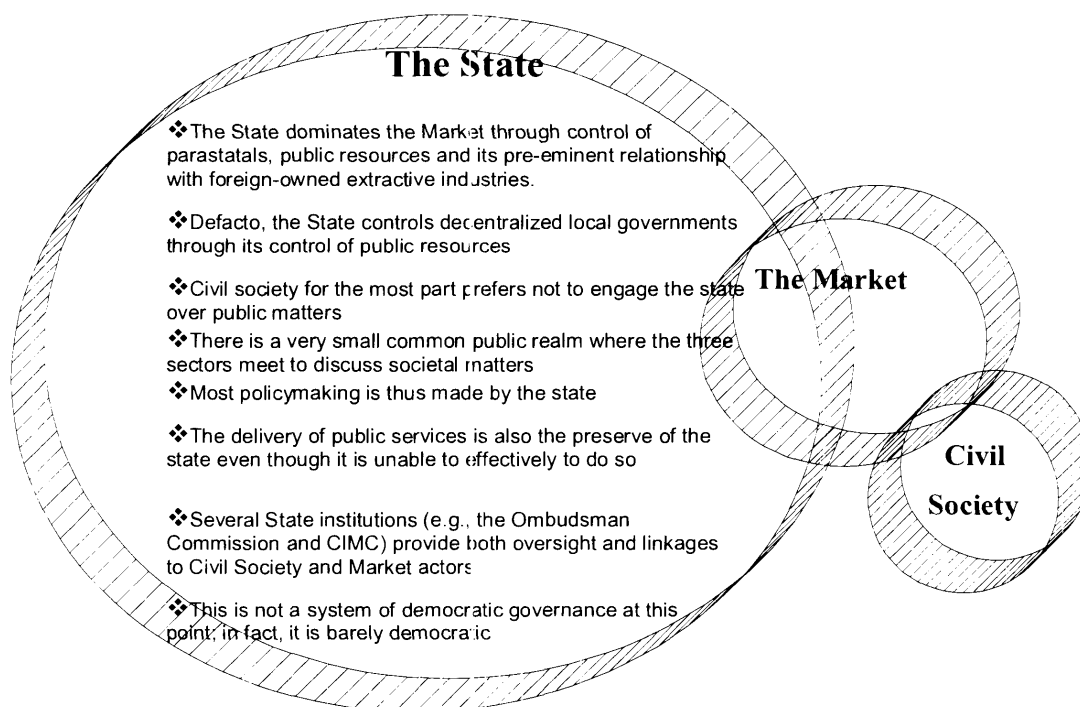 The State
❖The State dominates the Market through control of
parastatals, public resources and its pre-eminent relationship
with foreign-owned extractive industries.
❖Defacto, the State controls decentralized local governments
through its control of public resources
❖Civil society for the most part prefers not to engage the state
over public matters
❖There is a very small common public realm where the three
sectors meet to discuss societal matters
❖Most policymaking is thus made by the state
❖The delivery of public services is also the preserve of the
state even though it is unable to effectively to do so
❖Several State institutions (e.g., the Ombudsman
Commission and CIMC) provide both oversight and linkages
to Civil Society and Market actors
❖This is not a system of democratic governance at this
point; in fact, it is barely democratic
The Market
Civil
Society